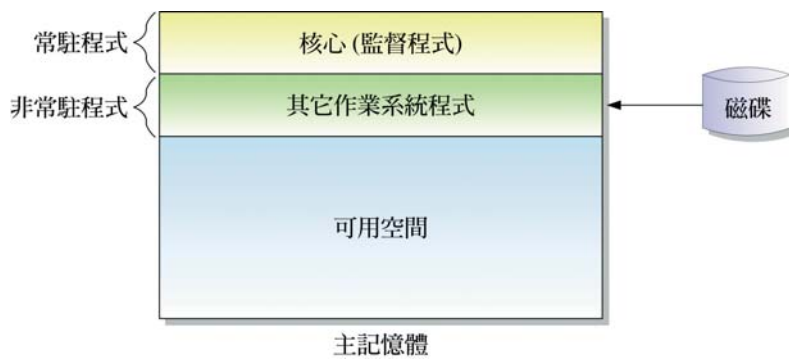 常駐程式
核心 (監督程式)
非常駐程式
其它作業系統程式
磁碟
可用空間
主記憶體